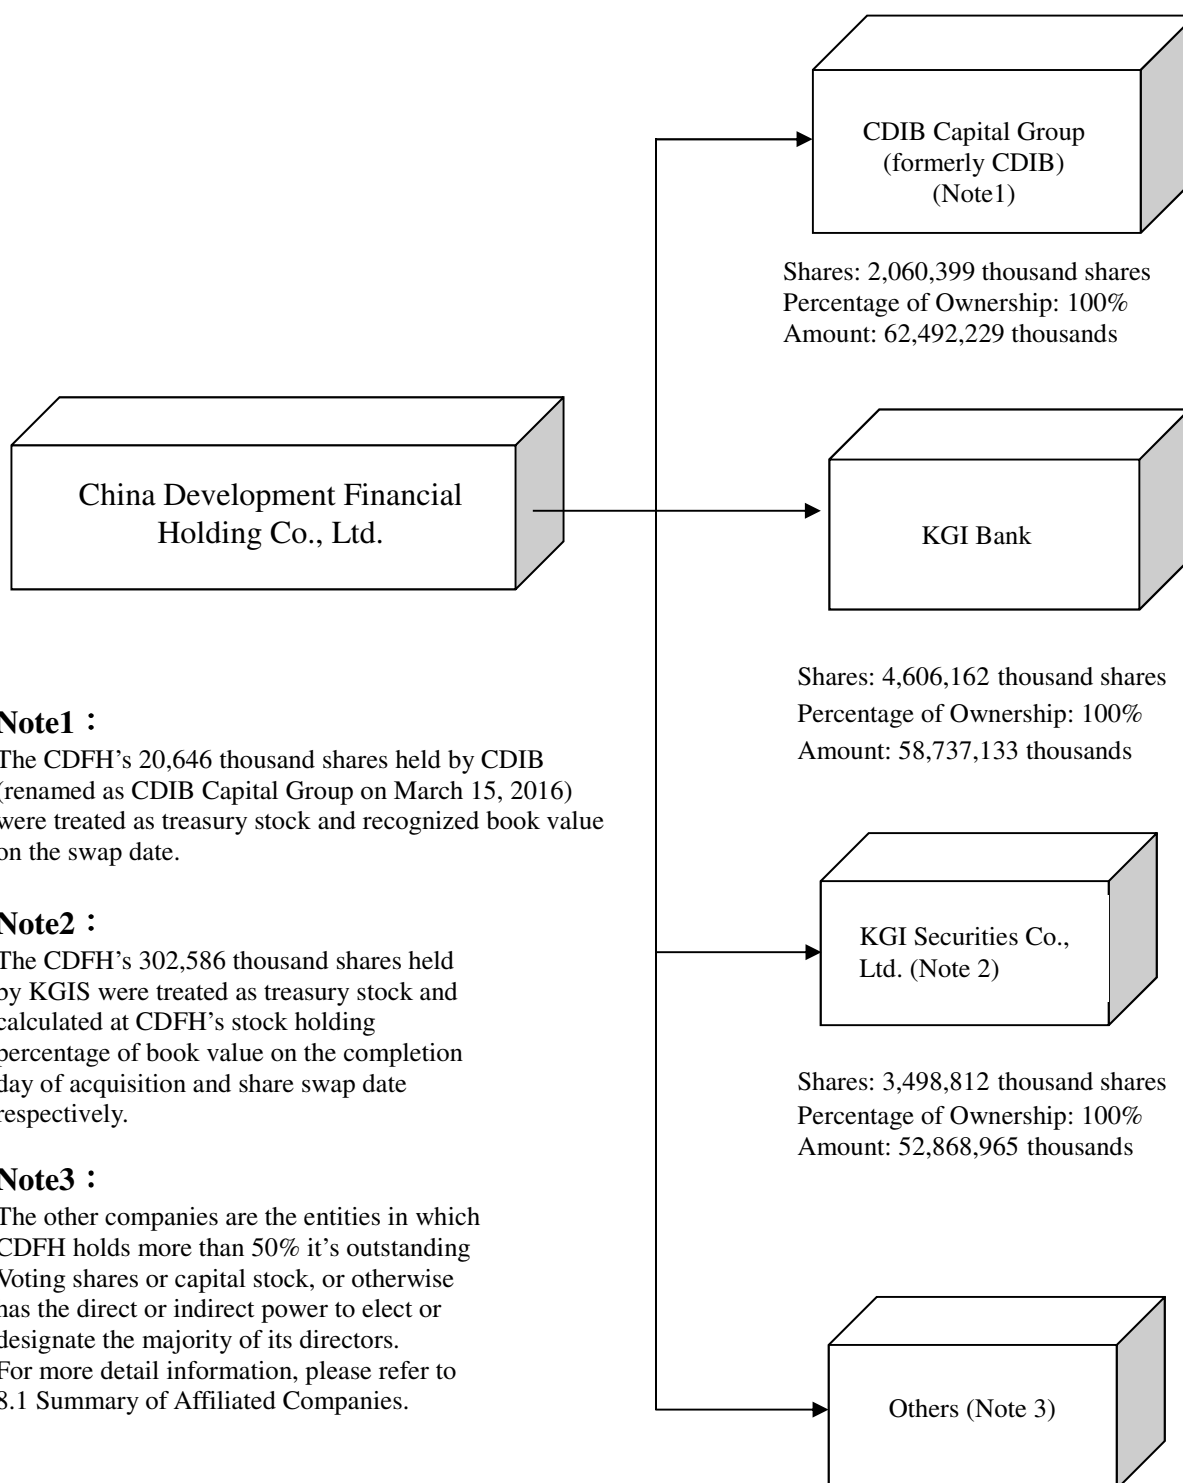 CDIB Capital Group
(formerly CDIB)
(Note1)
Shares: 2,060,399 thousand shares
Percentage of Ownership: 100%
Amount: 62,492,229 thousands
China Development Financial
Holding Co., Ltd.
KGI Bank
Shares: 4,606,162 thousand shares
Percentage of Ownership: 100%
Amount: 58,737,133 thousands
Note1：
The CDFH's 20,646 thousand shares held by CDIB
(renamed as CDIB Capital Group on March 15, 2016)
were treated as treasury stock and recognized book value
on the swap date.
Note2：
The CDFH's 302,586 thousand shares held
by KGIS were treated as treasury stock and
calculated at CDFH's stock holding
percentage of book value on the completion
day of acquisition and share swap date
respectively.
KGI Securities Co.,
Ltd. (Note 2)
Shares: 3,498,812 thousand shares
Percentage of Ownership: 100%
Amount: 52,868,965 thousands
Note3：
The other companies are the entities in which
CDFH holds more than 50% it's outstanding
Voting shares or capital stock, or otherwise
has the direct or indirect power to elect or
designate the majority of its directors.
For more detail information, please refer to
8.1 Summary of Affiliated Companies.
Others (Note 3)